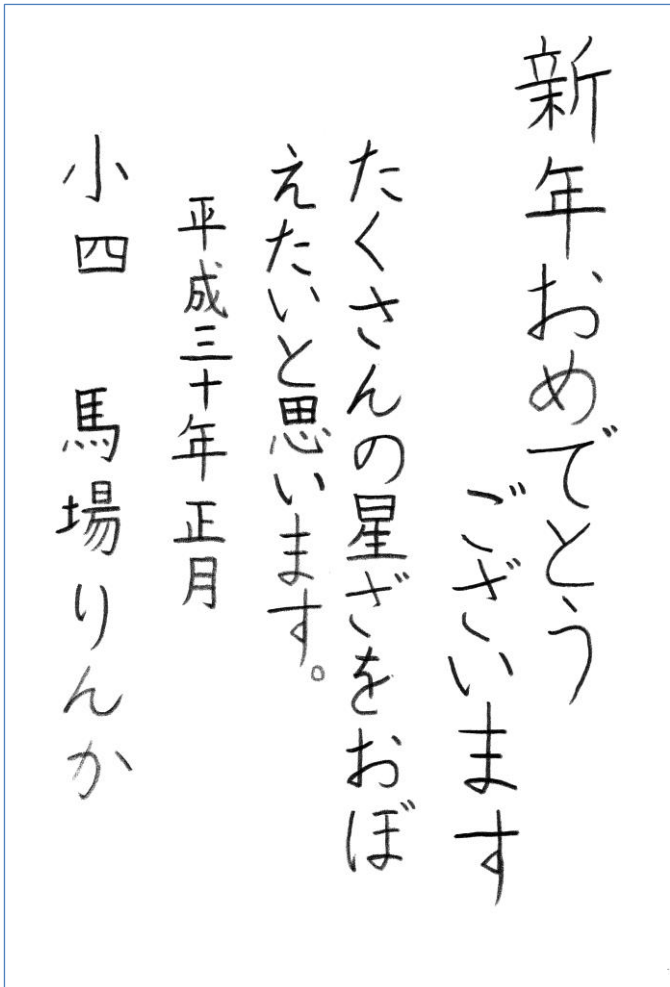 新年おめでとう
ございます
たくさんの星ざをおぼ
えたいと思います。
平成三十年 正月
小四 馬場りんか